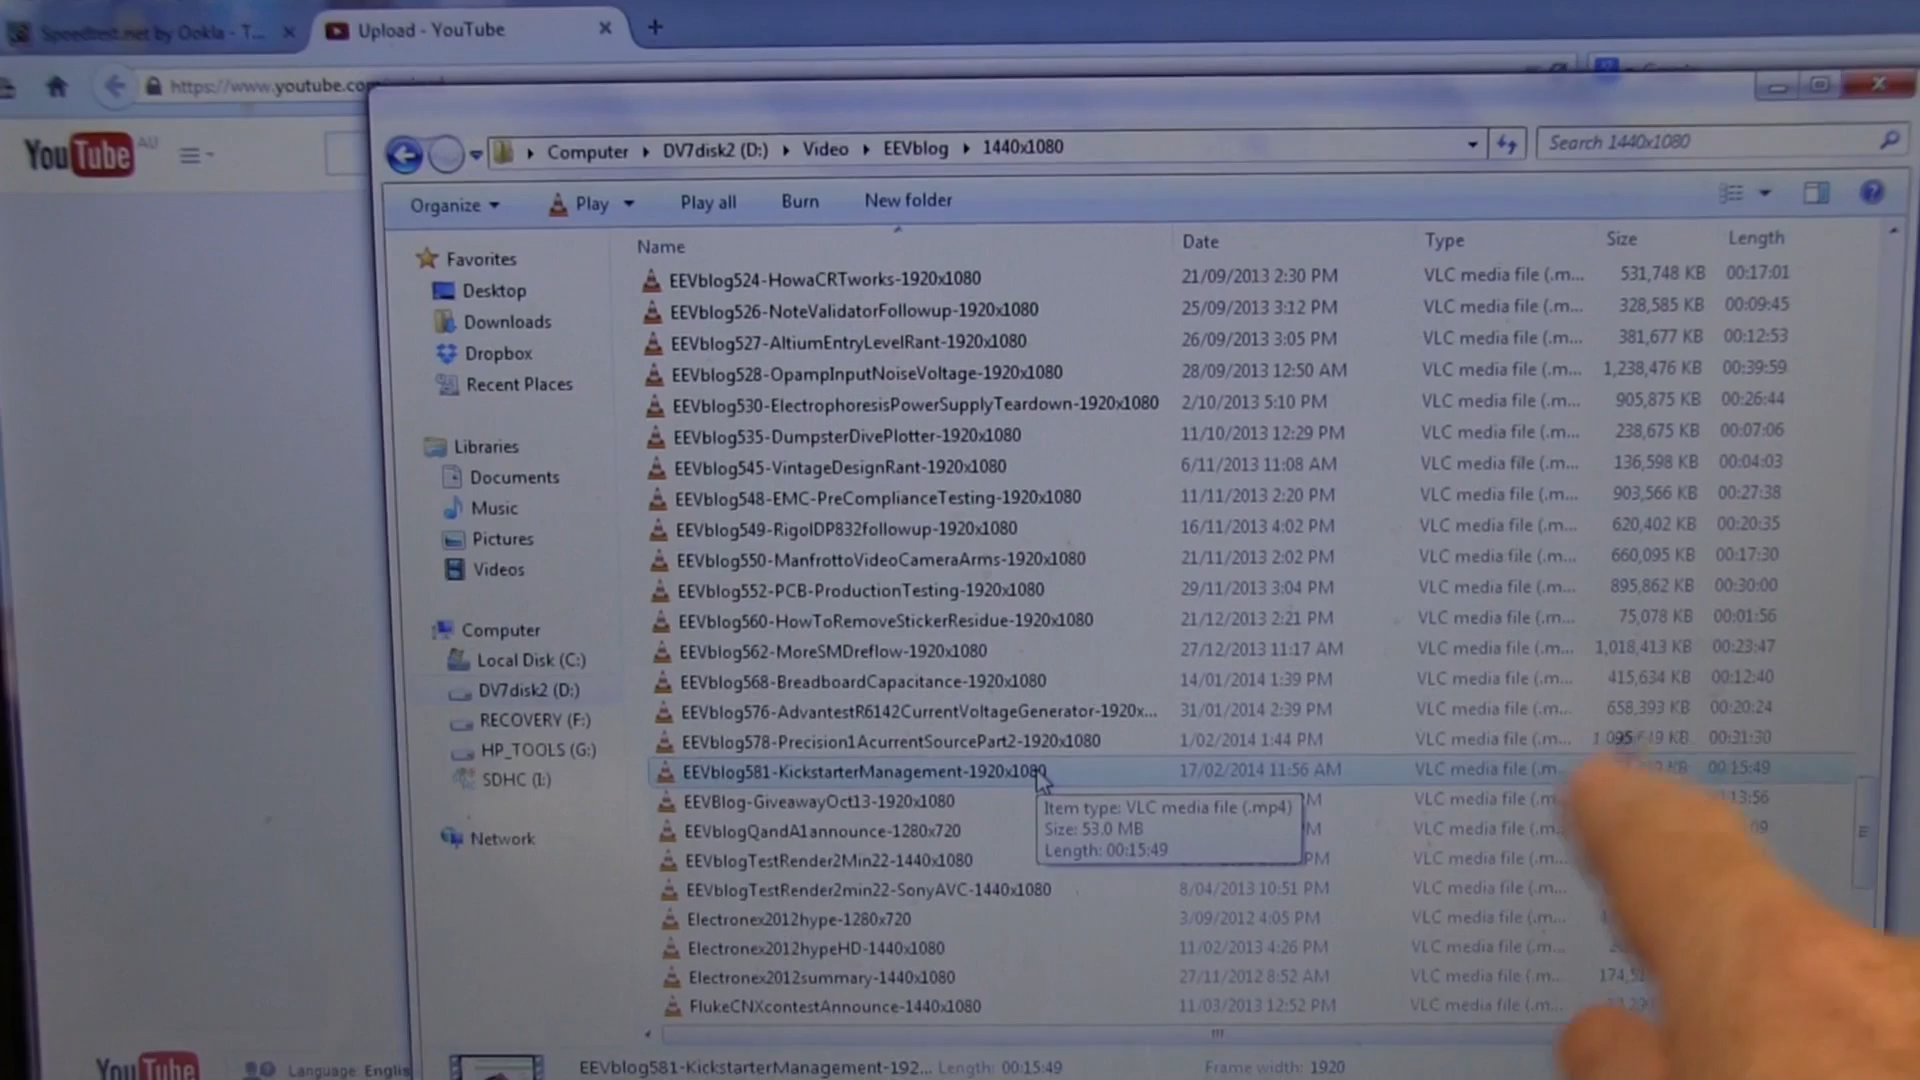 Speedtest.net by Ookla - T...
Upload - YouTube
https://www.youtube.co
YouTube AU
Computer DV7disk2 (D:) Video EEVblog 1440x1080
Search 1440x1080
Organize Play Play all Burn New folder
Name Date Type Size Length
Favorites
Desktop
Downloads
Dropbox
Recent Places
Libraries
Documents
Music
Pictures
Videos
Computer
Local Disk (C:)
DV7disk2 (D:)
RECOVERY (F:)
HP_TOOLS (G:)
SDHC (I:)
Network
EEVblog524-HowaCRTworks-1920x1080 21/09/2013 2:30 PM VLC media file (.m... 531,748 KB 00:17:01
EEVblog526-NoteValidatorFollowup-1920x1080 25/09/2013 3:12 PM VLC media file (.m... 328,585 KB 00:09:45
EEVblog527-AltiumEntryLevelRant-1920x1080 26/09/2013 3:05 PM VLC media file (.m... 381,677 KB 00:12:53
EEVblog528-OpampInputNoiseVoltage-1920x1080 28/09/2013 12:50 AM VLC media file (.m... 1,238,476 KB 00:39:59
EEVblog530-ElectrophoresisPowerSupplyTeardown-1920x1080 2/10/2013 5:10 PM VLC media file (.m... 905,875 KB 00:26:44
EEVblog535-DumpsterDivePlotter-1920x1080 11/10/2013 12:29 PM VLC media file (.m... 238,675 KB 00:07:06
EEVblog545-VintageDesignRant-1920x1080 6/11/2013 11:08 AM VLC media file (.m... 136,598 KB 00:04:03
EEVblog548-EMC-PreComplianceTesting-1920x1080 11/11/2013 2:20 PM VLC media file (.m... 903,566 KB 00:27:38
EEVblog549-RigolDP832followup-1920x1080 16/11/2013 4:02 PM VLC media file (.m... 620,402 KB 00:20:35
EEVblog550-ManfrottoVideoCameraArms-1920x1080 21/11/2013 2:02 PM VLC media file (.m... 660,095 KB 00:17:30
EEVblog552-PCB-ProductionTesting-1920x1080 29/11/2013 3:04 PM VLC media file (.m... 895,862 KB 00:30:00
EEVblog560-HowToRemoveStickerResidue-1920x1080 21/12/2013 2:21 PM VLC media file (.m... 75,078 KB 00:01:56
EEVblog562-MoreSMDreflow-1920x1080 27/12/2013 11:17 AM VLC media file (.m... 1,018,413 KB 00:23:47
EEVblog568-BreadboardCapacitance-1920x1080 14/01/2014 1:39 PM VLC media file (.m... 415,634 KB 00:12:40
EEVblog576-AdvantestR6142CurrentVoltageGenerator-1920x... 31/01/2014 2:39 PM VLC media file (.m... 658,393 KB 00:20:24
EEVblog578-Precision1AcurrentSourcePart2-1920x1080 1/02/2014 1:44 PM VLC media file (.m... KB 00:31:30
EEVblog581-KickstarterManagement-1920x1080 17/02/2014 11:56 AM VLC media file (.m KB 00:15:49
EEVBlog-GiveawayOct13-1920x1080 M VLC media file (.m 13:56
EEVblogQandA1announce-1280x720 M VLC media file (.m
EEVblogTestRender2Min22-1440x1080 PM VLC media file (.m...
EEVblogTestRender2min22-SonyAVC-1440x1080 8/04/2013 10:51 PM VLC media file (.m...
Electronex2012hype-1280x720 3/09/2012 4:05 PM VLC media file (.m...
Electronex2012hypeHD-1440x1080 11/02/2013 4:26 PM VLC media file (.m...
Electronex2012summary-1440x1080 27/11/2012 8:52 AM VLC media file (.m...
FlukeCNXcontestAnnounce-1440x1080 11/03/2013 12:52 PM VLC media file (.m...
Item type: VLC media file (.mp4)
Size: 53.0 MB
Length: 00:15:49
YouTube Language: Englis
EEVblog581-KickstarterManagement-192... Length: 00:15:49 Frame width: 1920